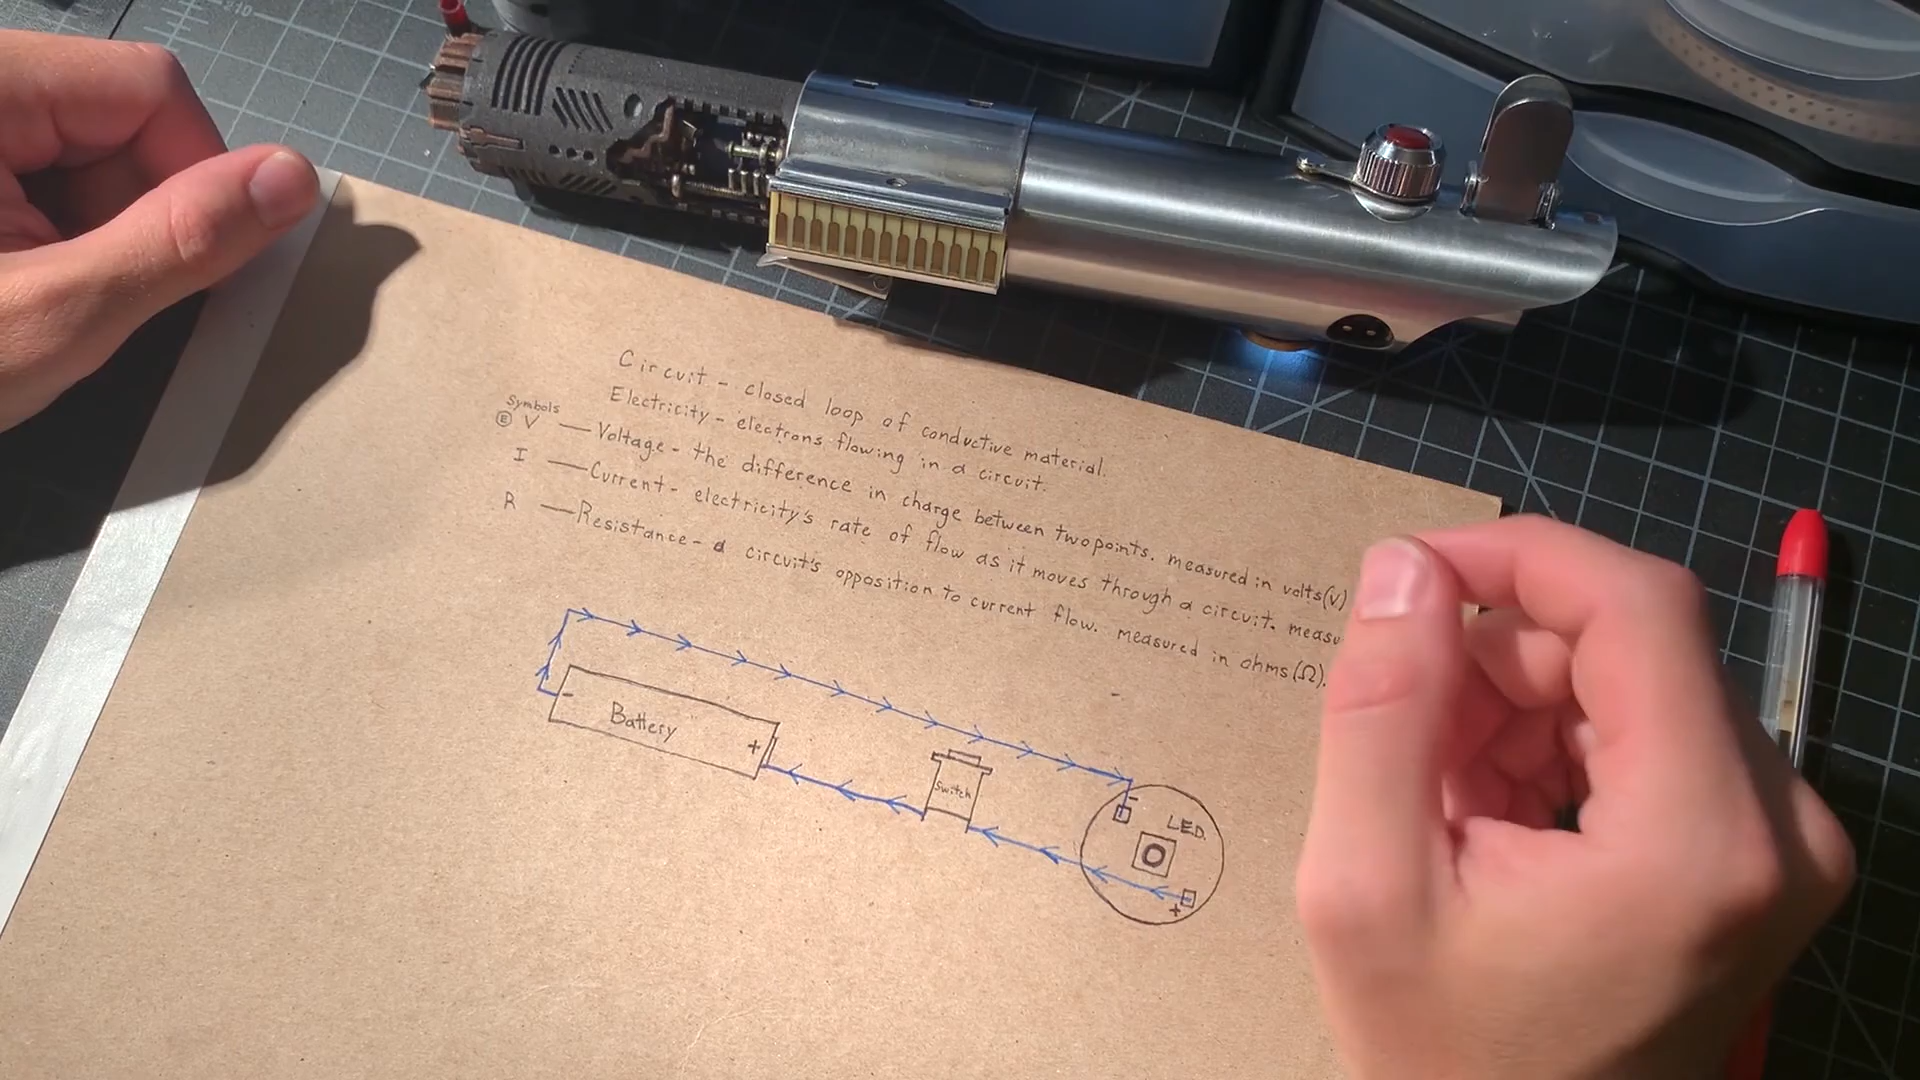 Circuit - closed loop of conductive material.
Electricity - electrons flowing in a circuit.
Symbols
Ⓔ V — Voltage - the difference in charge between two points. measured in volts(v)
I — Current - electricity's rate of flow as it moves through a circuit. measu
R — Resistance - a circuit's opposition to current flow. measured in ohms(Ω).
- Battery +
Switch
-
L.E.D.
+